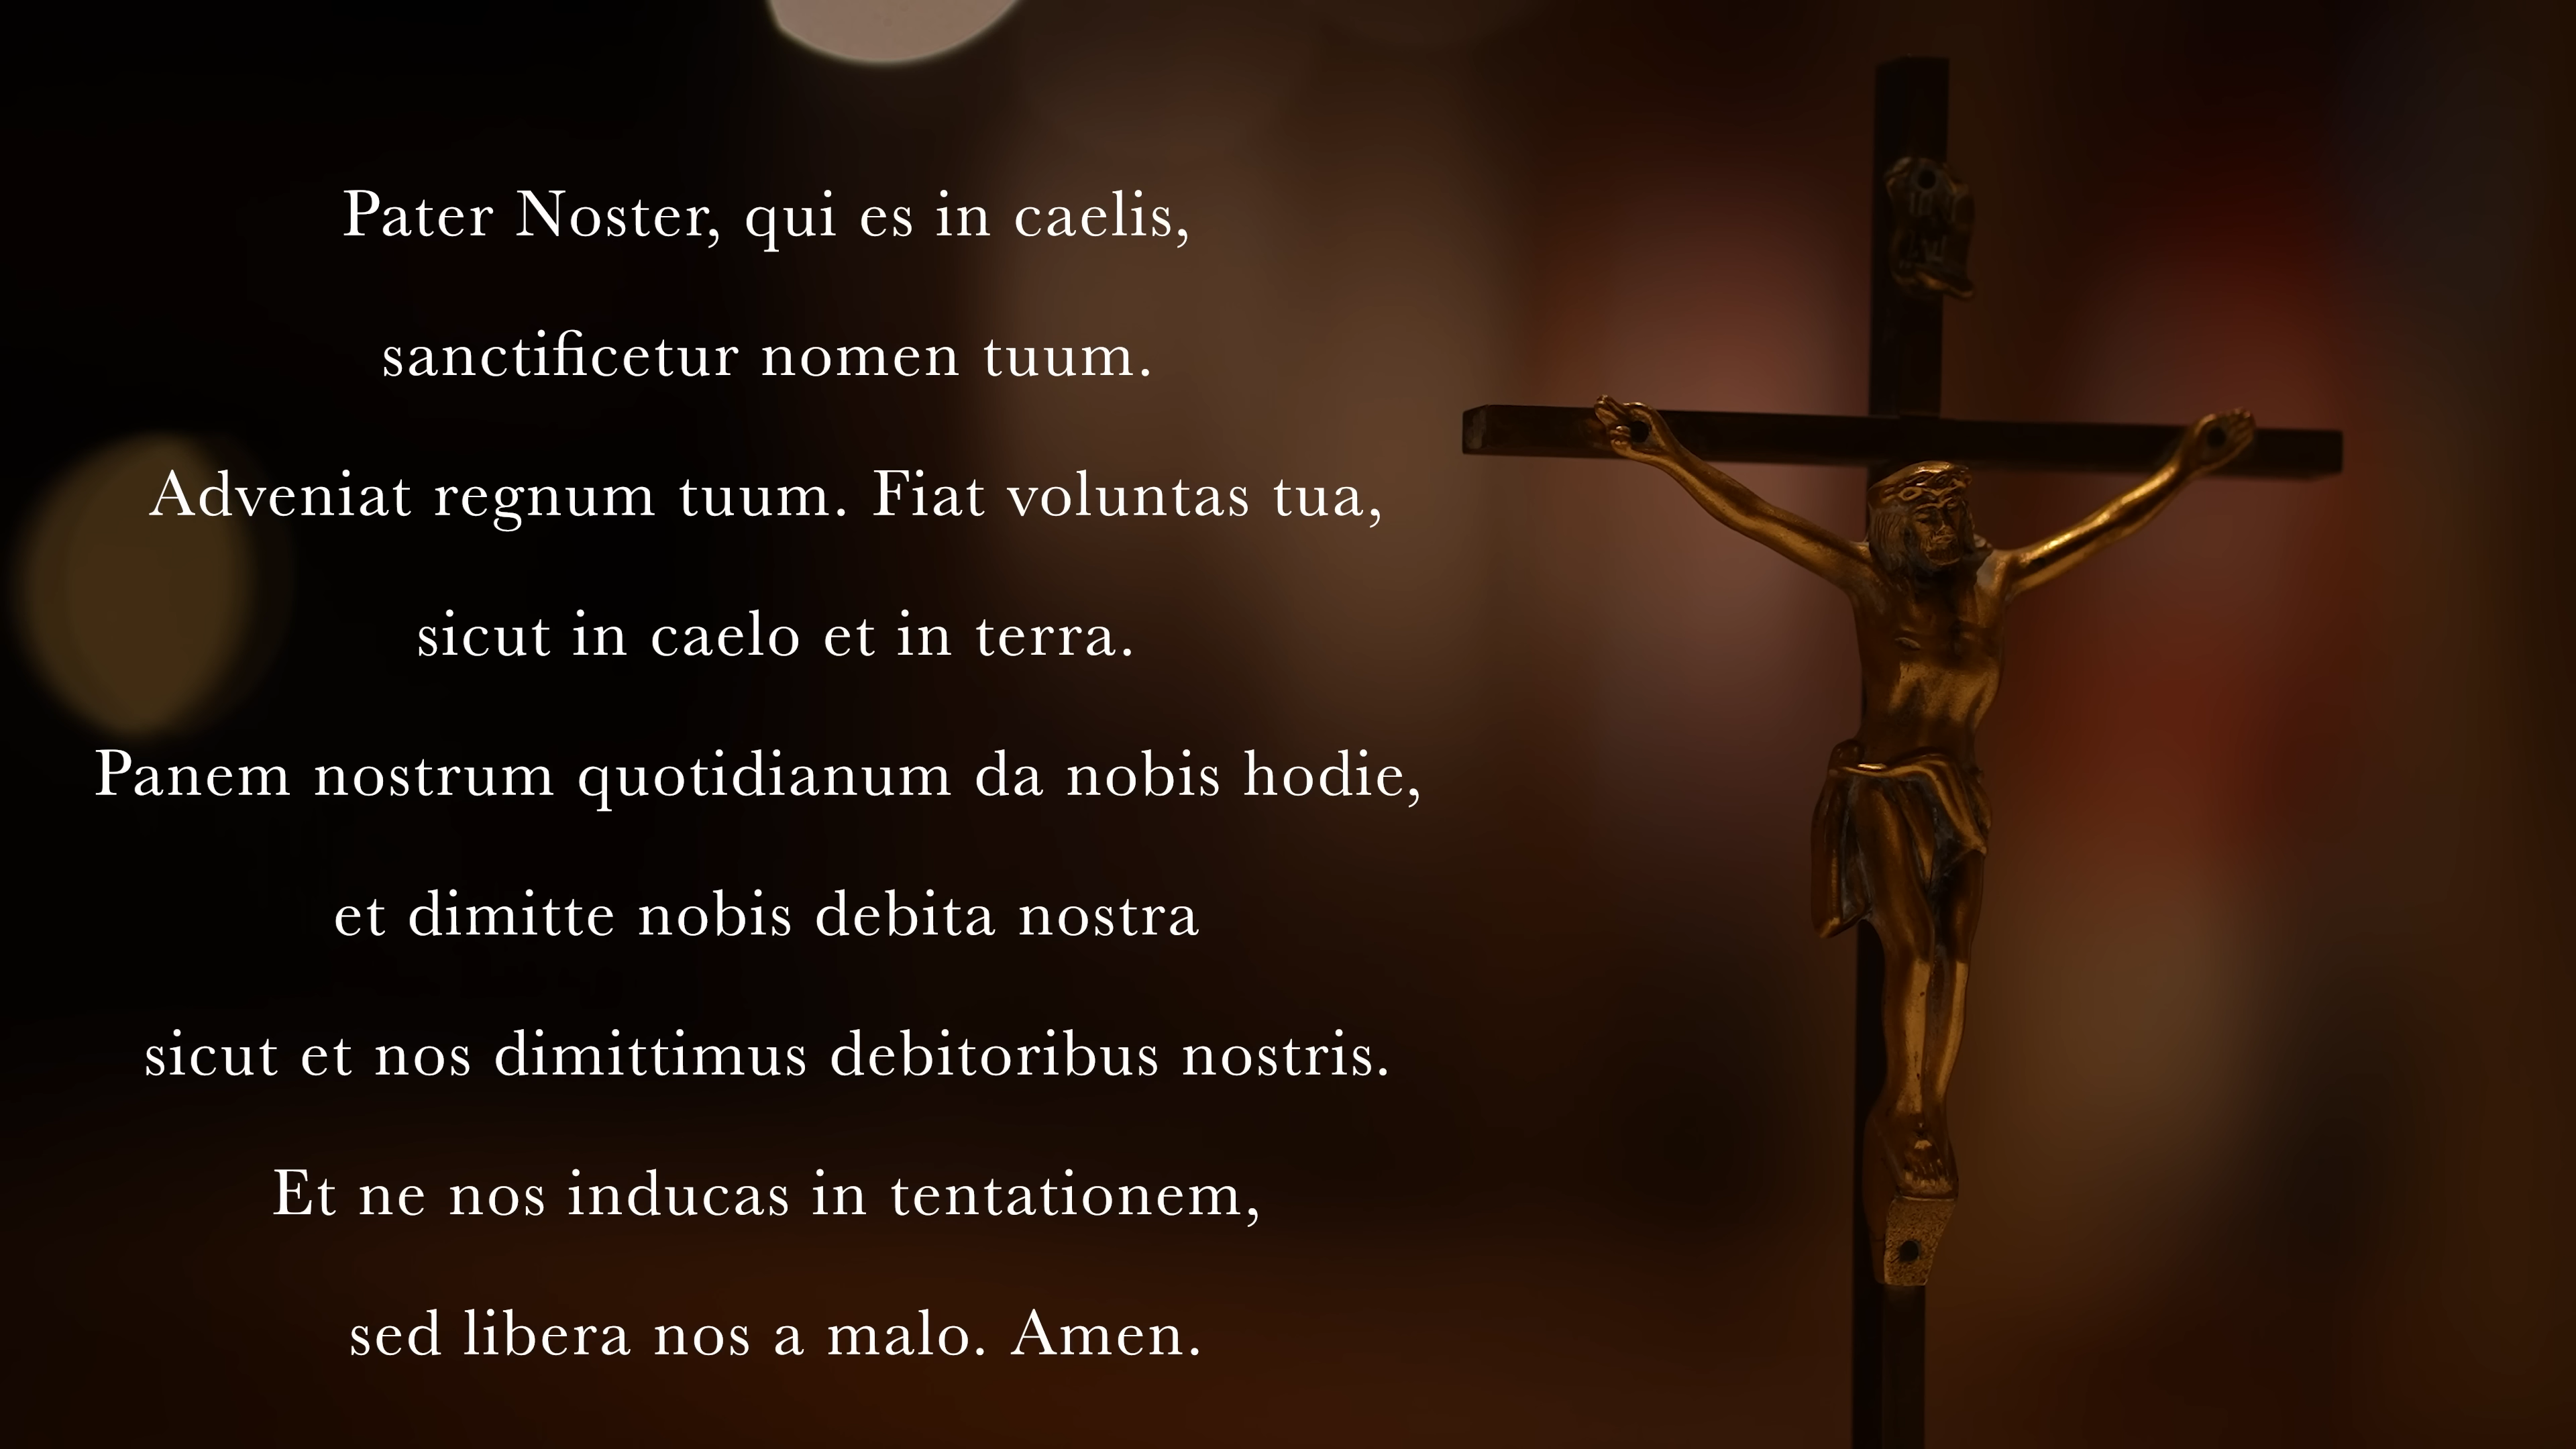 Pater Noster, qui es in caelis,
sanctificetur nomen tuum.
Adveniat regnum tuum. Fiat voluntas tua,
sicut in caelo et in terra.
Panem nostrum quotidianum da nobis hodie,
et dimitte nobis debita nostra
sicut et nos dimittimus debitoribus nostris.
Et ne nos inducas in tentationem,
sed libera nos a malo. Amen.